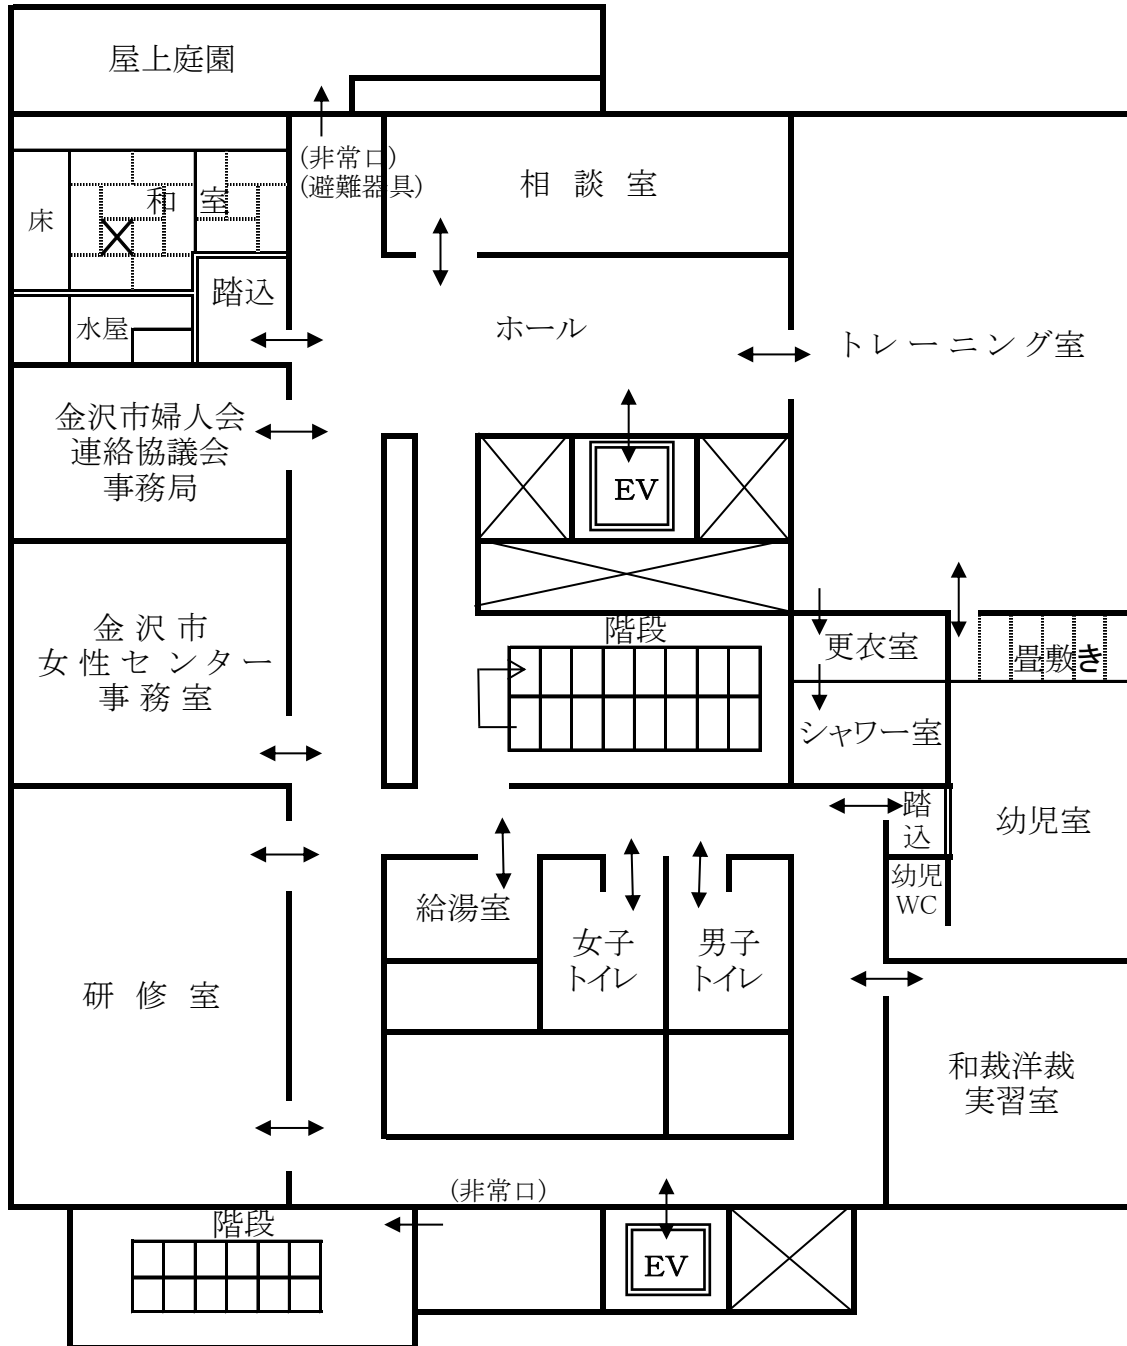 屋上庭園
(非常口)
(避難器具)
相談室
和室
床
踏込
水屋
ホール
トレーニング室
金沢市婦人会
連絡協議会
事務局
EV
金沢市
女性センター
事務室
階段
更衣室
畳敷き
シャワー室
踏
込
幼児室
幼児
WC
給湯室
女子
トイレ
男子
トイレ
研修室
和裁洋裁
実習室
(非常口)
階段
EV